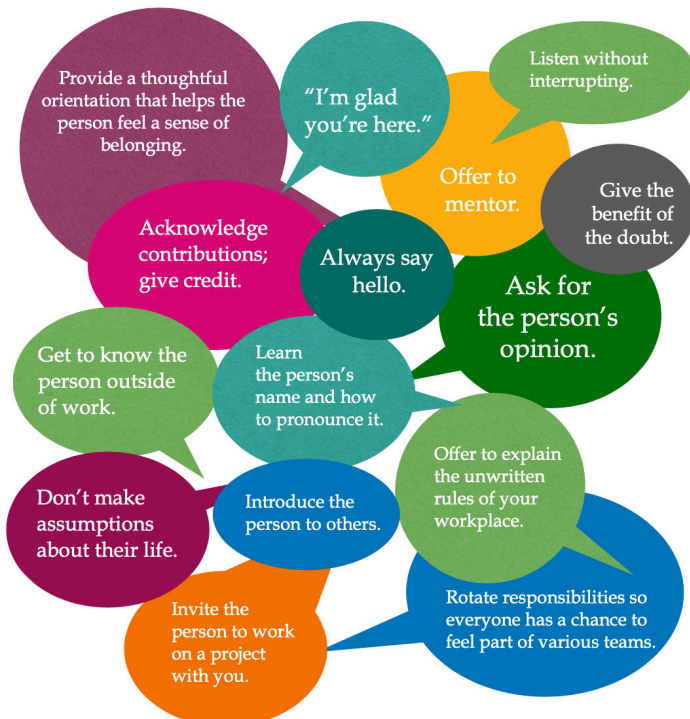 Provide a thoughtful
orientation that helps the
person feel a sense of
belonging.
“I’m glad
you’re here.”
Listen without
interrupting.
Offer to
mentor.
Give the
benefit of
the doubt.
Acknowledge
contributions;
give credit.
Always say
hello.
Ask for
the person’s
opinion.
Get to know the
person outside
of work.
Learn
the person’s
name and how
to pronounce it.
Offer to explain
the unwritten
rules of your
workplace.
Don’t make
assumptions
about their life.
Introduce the
person to others.
Invite the
person to work
on a project
with you.
Rotate responsibilities so
everyone has a chance to
feel part of various teams.